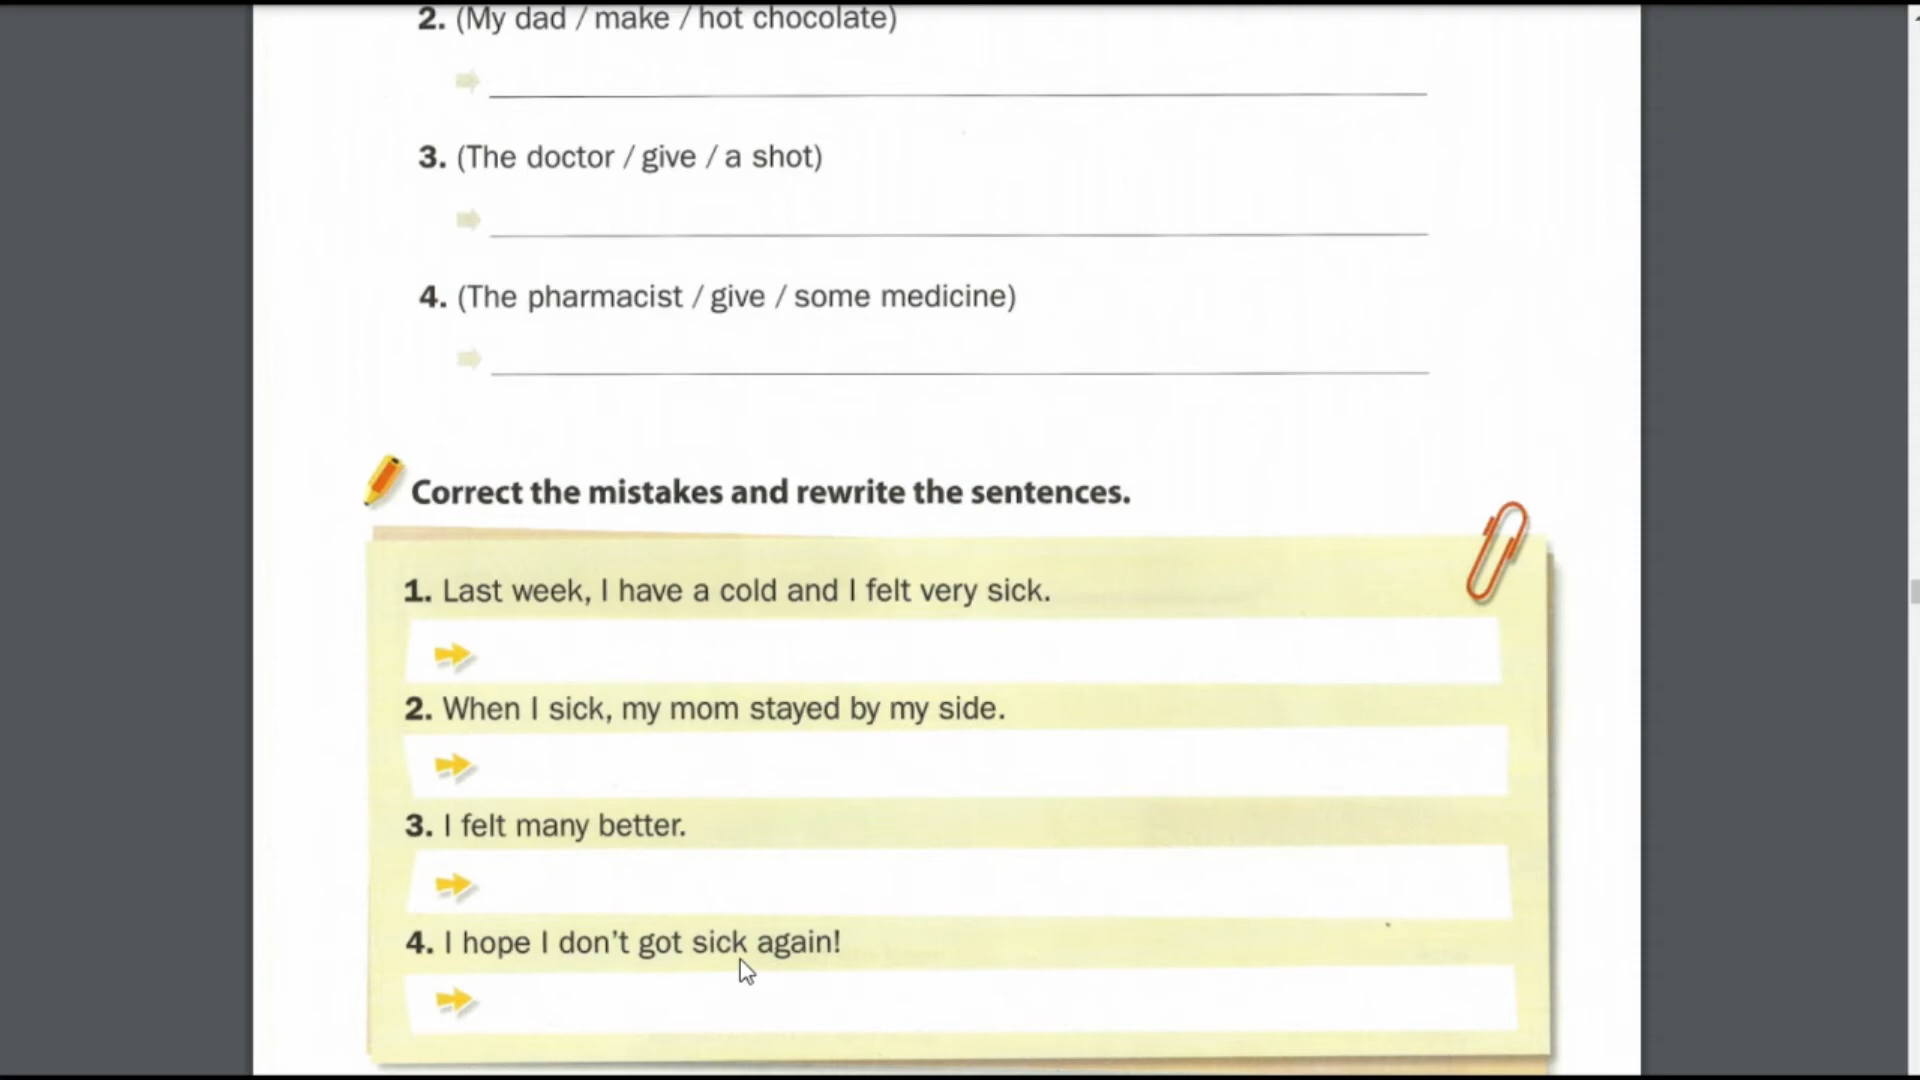 2. (My dad / make / hot chocolate)
3. (The doctor / give / a shot)
4. (The pharmacist / give / some medicine)
Correct the mistakes and rewrite the sentences.
1. Last week, I have a cold and I felt very sick.
2. When I sick, my mom stayed by my side.
3. I felt many better.
4. I hope I don't got sick again!